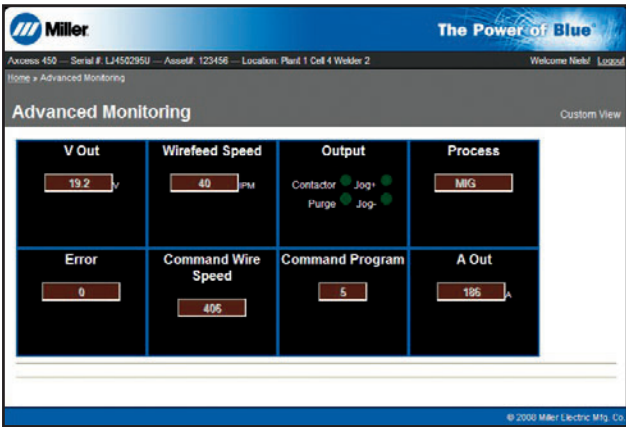 Miller
The Power of Blue
Axcess 450 — Serial #: LJ450295U — Asset#: 123456 — Location: Plant 1 Cell 4 Welder 2
Welcome Niels! Logout
Home » Advanced Monitoring
Advanced Monitoring
Custom View
V Out
19.2 V
Wirefeed Speed
40 IPM
Output
Contactor Jog+
Purge Jog-
Process
MIG
Error
0
Command Wire
Speed
405
Command Program
5
A Out
186 A
© 2008 Miller Electric Mfg. Co.